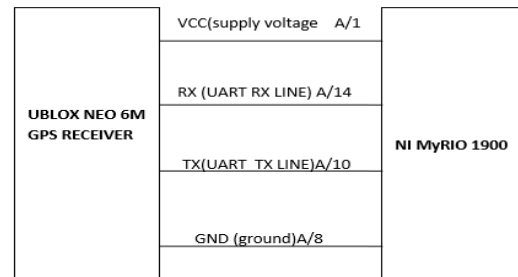 VCC(supply voltage A/1
RX (UART RX LINE) A/14
UBLOX NEO 6M
GPS RECEIVER
NI MyRIO 1900
TX(UART TX LINE)A/10
GND (ground)A/8